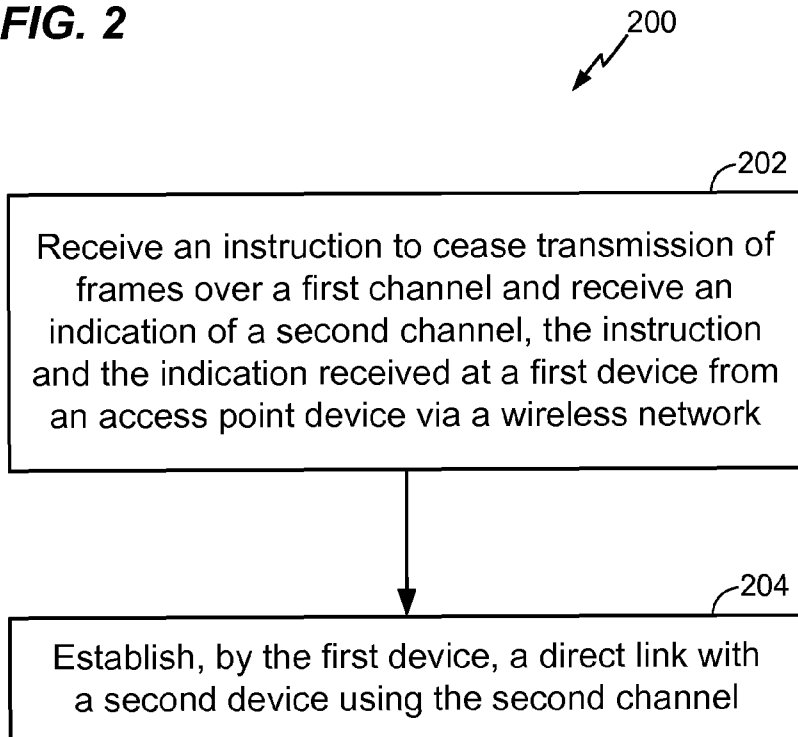 FIG. 2
200
202
Receive an instruction to cease transmission of
frames over a first channel and receive an
indication of a second channel, the instruction
and the indication received at a first device from
an access point device via a wireless network
204
Establish, by the first device, a direct link with
a second device using the second channel